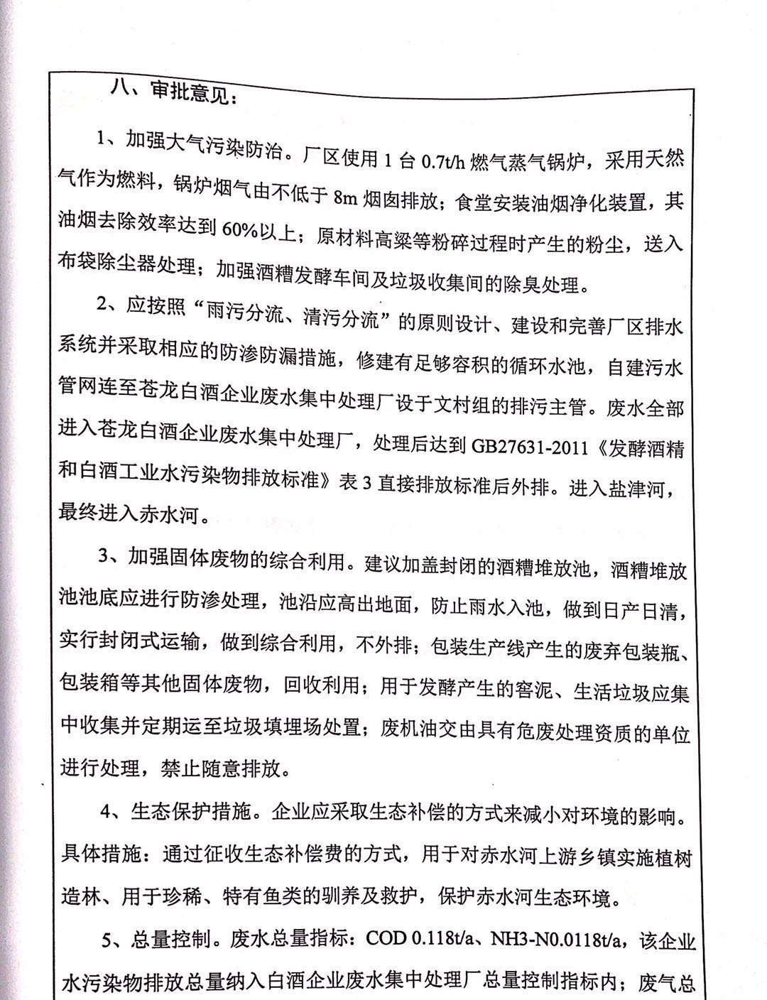 八、审批意见：
1、加强大气污染防治。厂区使用1台0.7t/h燃气蒸气锅炉，采用天然
气作为燃料，锅炉烟气由不低于8m烟囱排放；食堂安装油烟净化装置，其
油烟去除效率达到60%以上；原材料高粱等粉碎过程时产生的粉尘，送入
布袋除尘器处理；加强酒糟发酵车间及垃圾收集间的除臭处理。
2、应按照“雨污分流、清污分流”的原则设计、建设和完善厂区排水
系统并采取相应的防渗防漏措施，修建有足够容积的循环水池，自建污水
管网连至苍龙白酒企业废水集中处理厂设于文村组的排污主管。废水全部
进入苍龙白酒企业废水集中处理厂，处理后达到GB27631-2011《发酵酒精
和白酒工业水污染物排放标准》表3直接排放标准后外排。进入盐津河，
最终进入赤水河。
3、加强固体废物的综合利用。建议加盖封闭的酒糟堆放池，酒糟堆放
池池底应进行防渗处理，池沿应高出地面，防止雨水入池，做到日产日清，
实行封闭式运输，做到综合利用，不外排；包装生产线产生的废弃包装瓶、
包装箱等其他固体废物，回收利用；用于发酵产生的窖泥、生活垃圾应集
中收集并定期运至垃圾填埋场处置；废机油交由具有危废处理资质的单位
进行处理，禁止随意排放。
4、生态保护措施。企业应采取生态补偿的方式来减小对环境的影响。
具体措施：通过征收生态补偿费的方式，用于对赤水河上游乡镇实施植树
造林、用于珍稀、特有鱼类的驯养及救护，保护赤水河生态环境。
5、总量控制。废水总量指标：COD 0.118t/a、NH3-N0.0118t/a，该企业
水污染物排放总量纳入白酒企业废水集中处理厂总量控制指标内；废气总